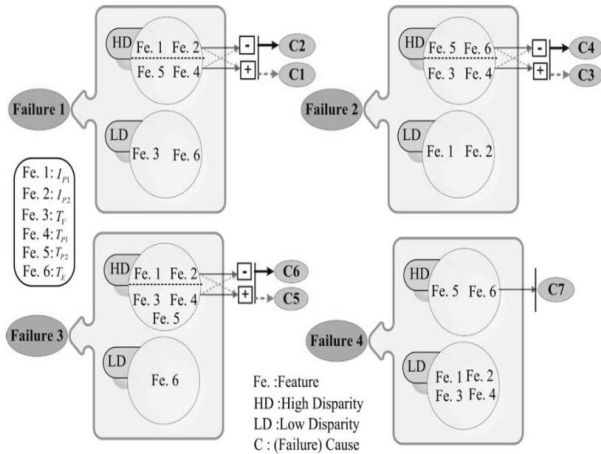 HD
Fe. 1 Fe. 2
Fe. 5 Fe. 4
-
+
C2
C1
Failure 1
LD
Fe. 3 Fe. 6
HD
Fe. 5 Fe. 6
Fe. 3 Fe. 4
-
+
C4
C3
Failure 2
LD
Fe. 1 Fe. 2
Fe. 1: I_P1
Fe. 2: I_P2
Fe. 3: T_V
Fe. 4: T_P1
Fe. 5: T_P2
Fe. 6: T_E
HD
Fe. 1 Fe. 2
Fe. 3 Fe. 4
Fe. 5
-
+
C6
C5
Failure 3
LD
Fe. 6
HD
Fe. 5 Fe. 6
C7
Failure 4
LD
Fe. 1 Fe. 2
Fe. 3 Fe. 4
Fe. :Feature
HD :High Disparity
LD :Low Disparity
C : (Failure) Cause